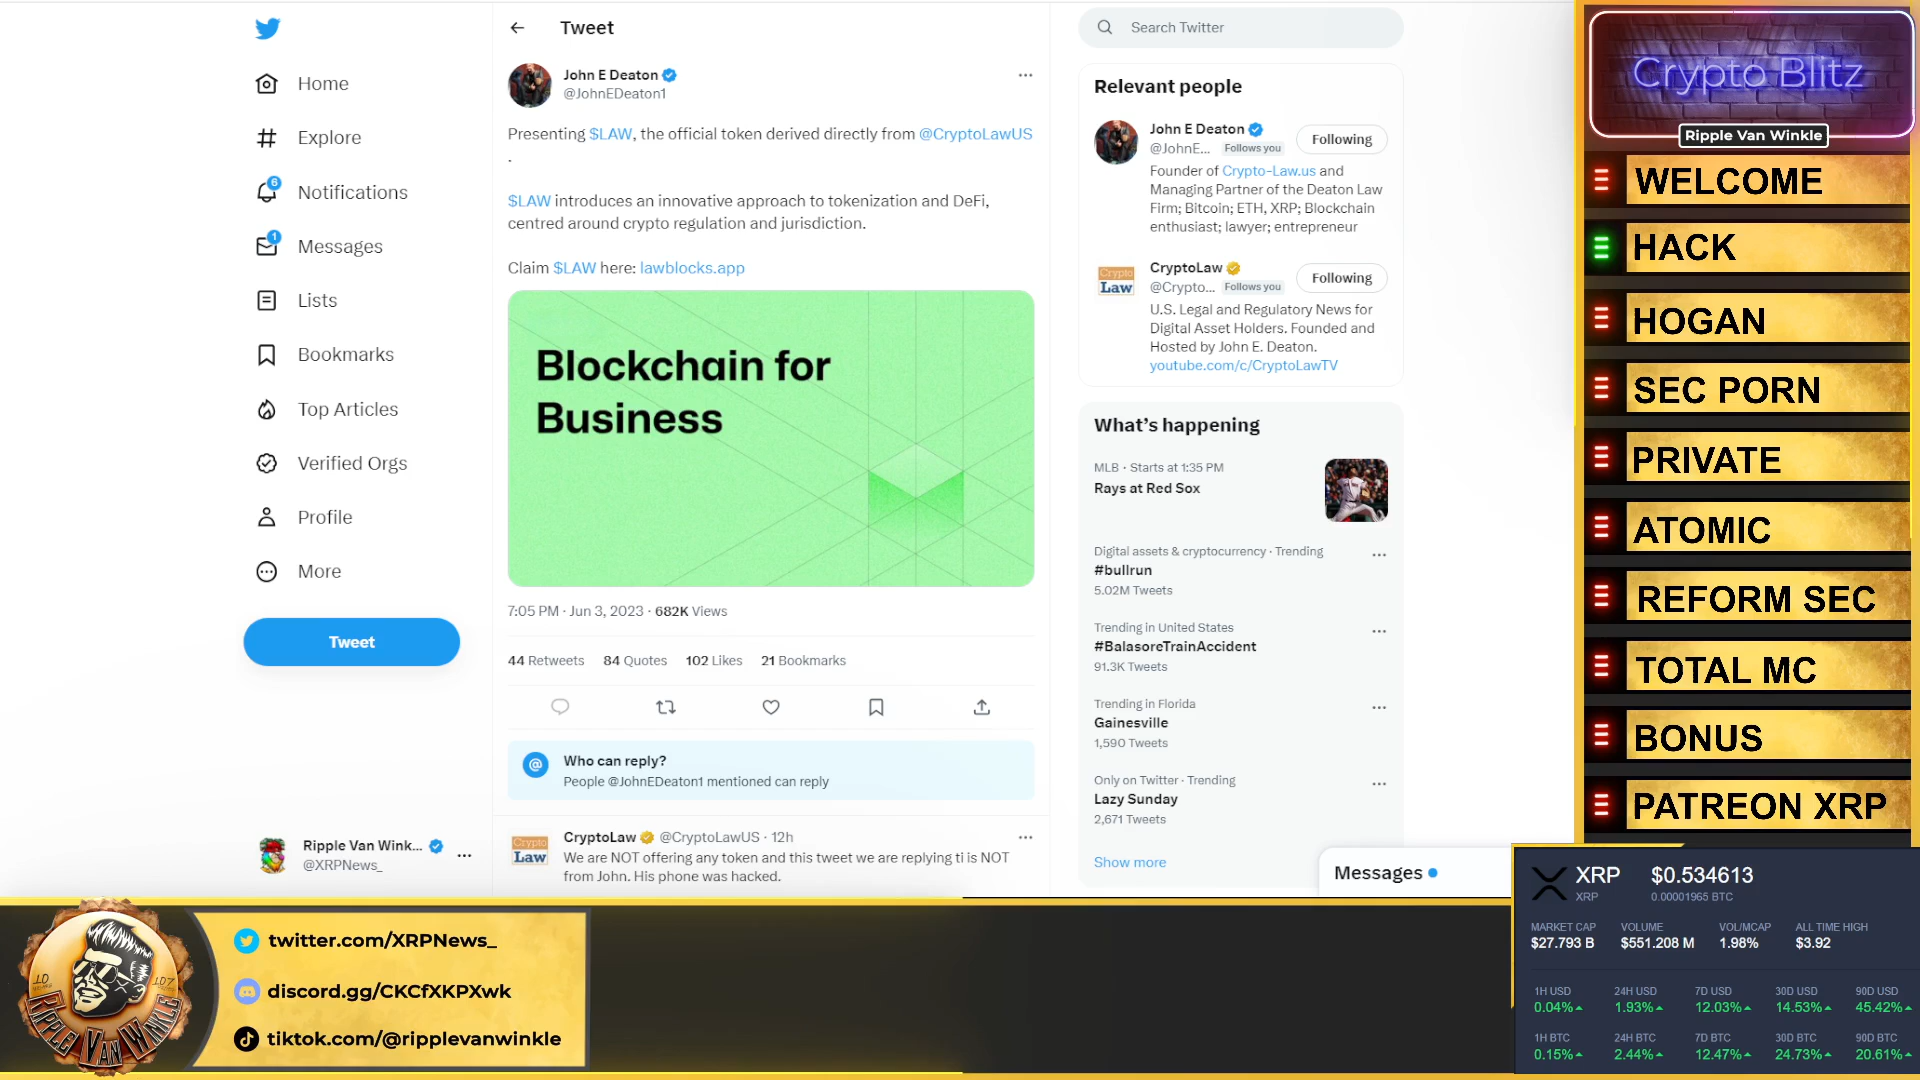 Home
Explore
6
Notifications
1
Messages
Lists
Bookmarks
Top Articles
Verified Orgs
Profile
More
Tweet
Ripple Van Wink...
@XRPNews_
Tweet
John E Deaton
@JohnEDeaton1
Presenting $LAW, the official token derived directly from @CryptoLawUS
.
$LAW introduces an innovative approach to tokenization and DeFi,
centred around crypto regulation and jurisdiction.
Claim $LAW here: lawblocks.app
Blockchain for
Business
7:05 PM · Jun 3, 2023 · 682K Views
44 Retweets 84 Quotes 102 Likes 21 Bookmarks
@
Who can reply?
People @JohnEDeaton1 mentioned can reply
Crypto
Law
CryptoLaw @CryptoLawUS · 12h
We are NOT offering any token and this tweet we are replying ti is NOT
from John. His phone was hacked.
Search Twitter
Relevant people
John E Deaton
@JohnE... Follows you
Following
Founder of Crypto-Law.us and
Managing Partner of the Deaton Law
Firm; Bitcoin; ETH, XRP; Blockchain
enthusiast; lawyer; entrepreneur
Crypto
Law
CryptoLaw
@Crypto... Follows you
Following
U.S. Legal and Regulatory News for
Digital Asset Holders. Founded and
Hosted by John E. Deaton.
youtube.com/c/CryptoLawTV
What's happening
MLB · Starts at 1:35 PM
Rays at Red Sox
Digital assets & cryptocurrency · Trending
#bullrun
5.02M Tweets
Trending in United States
#BalasoreTrainAccident
91.3K Tweets
Trending in Florida
Gainesville
1,590 Tweets
Only on Twitter · Trending
Lazy Sunday
2,671 Tweets
Show more
Messages
Crypto Blitz
Ripple Van Winkle
WELCOME
HACK
HOGAN
SEC PORN
PRIVATE
ATOMIC
REFORM SEC
TOTAL MC
BONUS
PATREON XRP
XRP $0.534613
XRP 0.00001965 BTC
MARKET CAP VOLUME VOL/MCAP ALL TIME HIGH
$27.793 B $551.208 M 1.98% $3.92
1H USD 24H USD 7D USD 30D USD 90D USD
0.04% 1.93% 12.03% 14.53% 45.42%
1H BTC 24H BTC 7D BTC 30D BTC 90D BTC
0.15% 2.44% 12.47% 24.73% 20.61%
RIPPLE VAN WINKLE
twitter.com/XRPNews_
discord.gg/CKCfXKPXwk
tiktok.com/@ripplevanwinkle